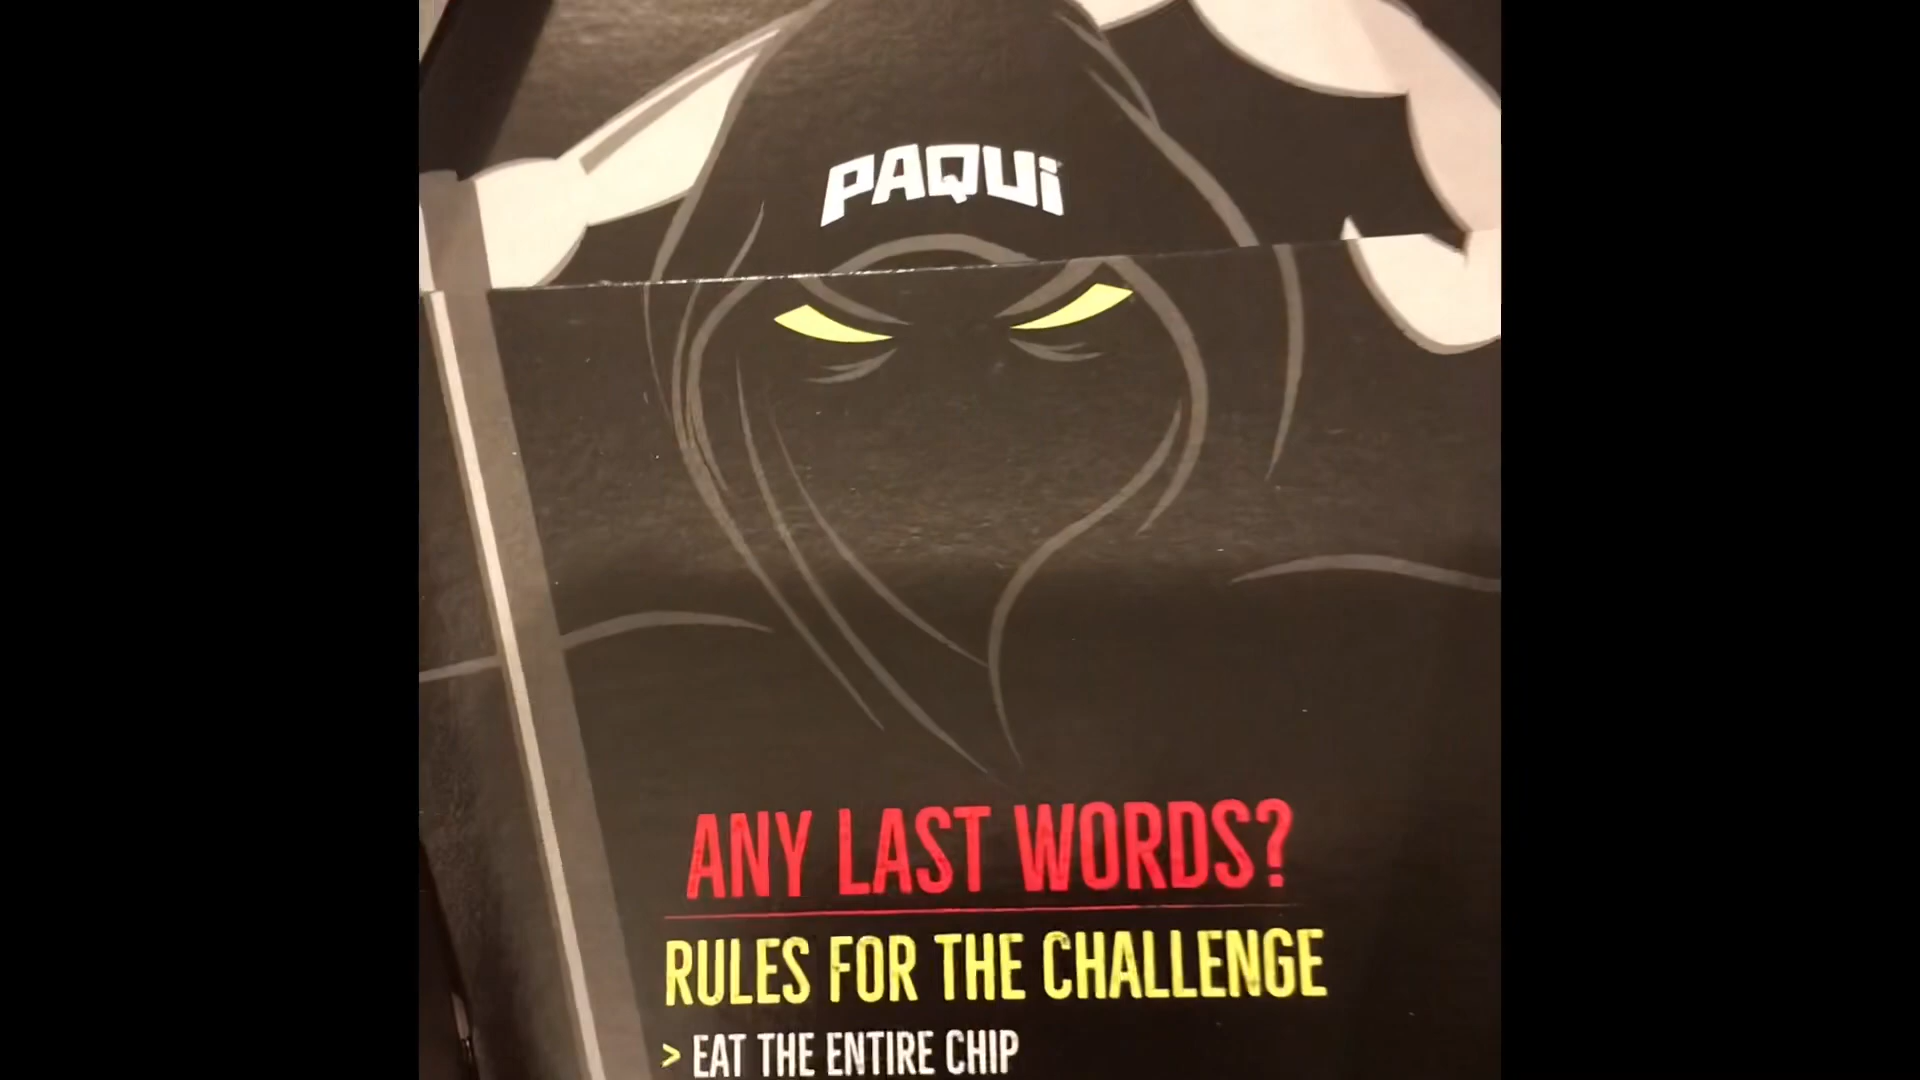 PAQUI
ANY LAST WORDS?
RULES FOR THE CHALLENGE
> EAT THE ENTIRE CHIP